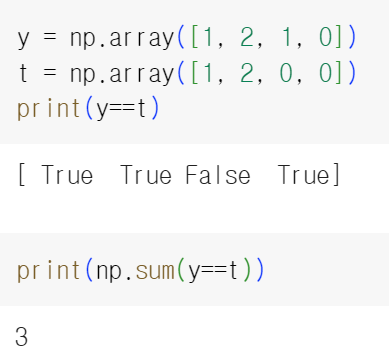 y = np.array([1, 2, 1, 0])
t = np.array([1, 2, 0, 0])
print(y==t)
[ True  True False  True]
print(np.sum(y==t))
3